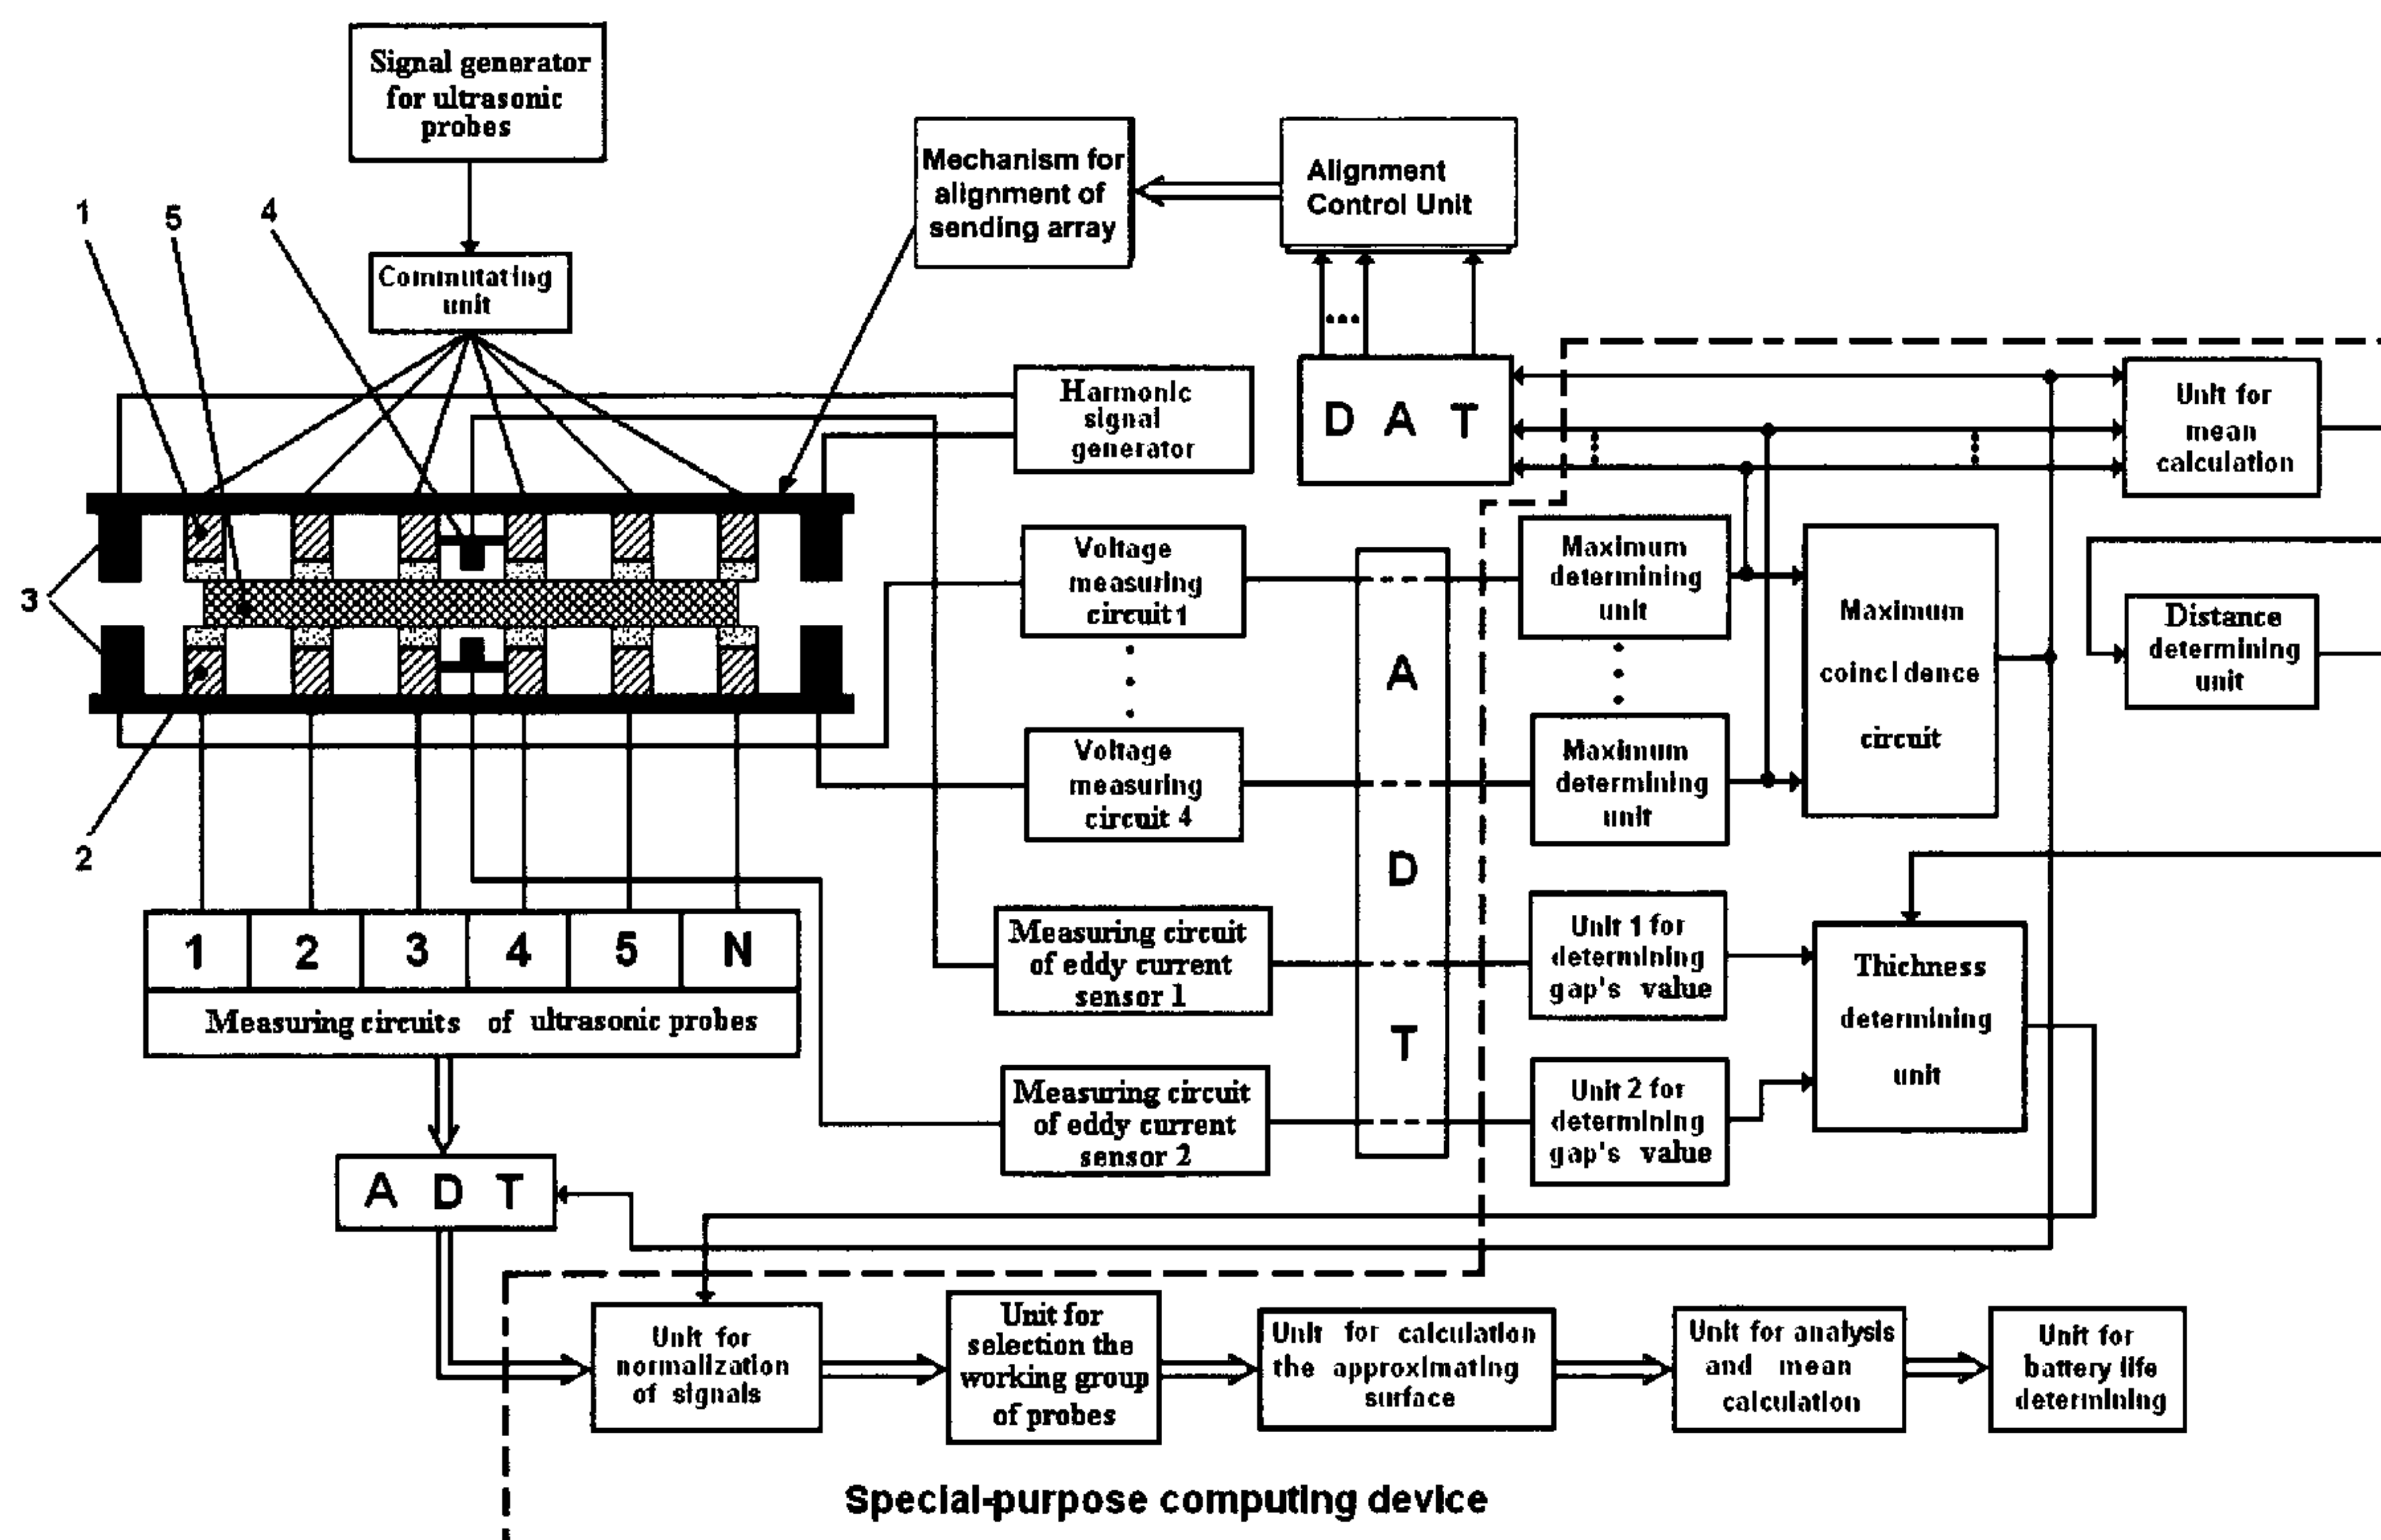 Signal generator
for ultrasonic
probes
1
5
4
Commutating
unit
Mechanism for
alignment of
sending array
Alignment
Control Unit
...
Harmonic
signal
generator
D A T
Unit for
mean
calculation
3
2
Voltage
measuring
circuit 1
Voltage
measuring
circuit 4
A
D
T
Maximum
determining
unit
Maximum
determining
unit
Maximum
coincidence
circuit
Distance
determining
unit
1 2 3 4 5 N
Measuring circuits of ultrasonic probes
Measuring circuit
of eddy current
sensor 1
Measuring circuit
of eddy current
sensor 2
Unit 1 for
determining
gap's value
Unit 2 for
determining
gap's value
Thichness
determining
unit
A D T
Unit for
normalization
of signals
Unit for
selection the
working group
of probes
Unit for calculation
the approximating
surface
Unit for analysis
and mean
calculation
Unit for
battery life
determining
Special-purpose computing device